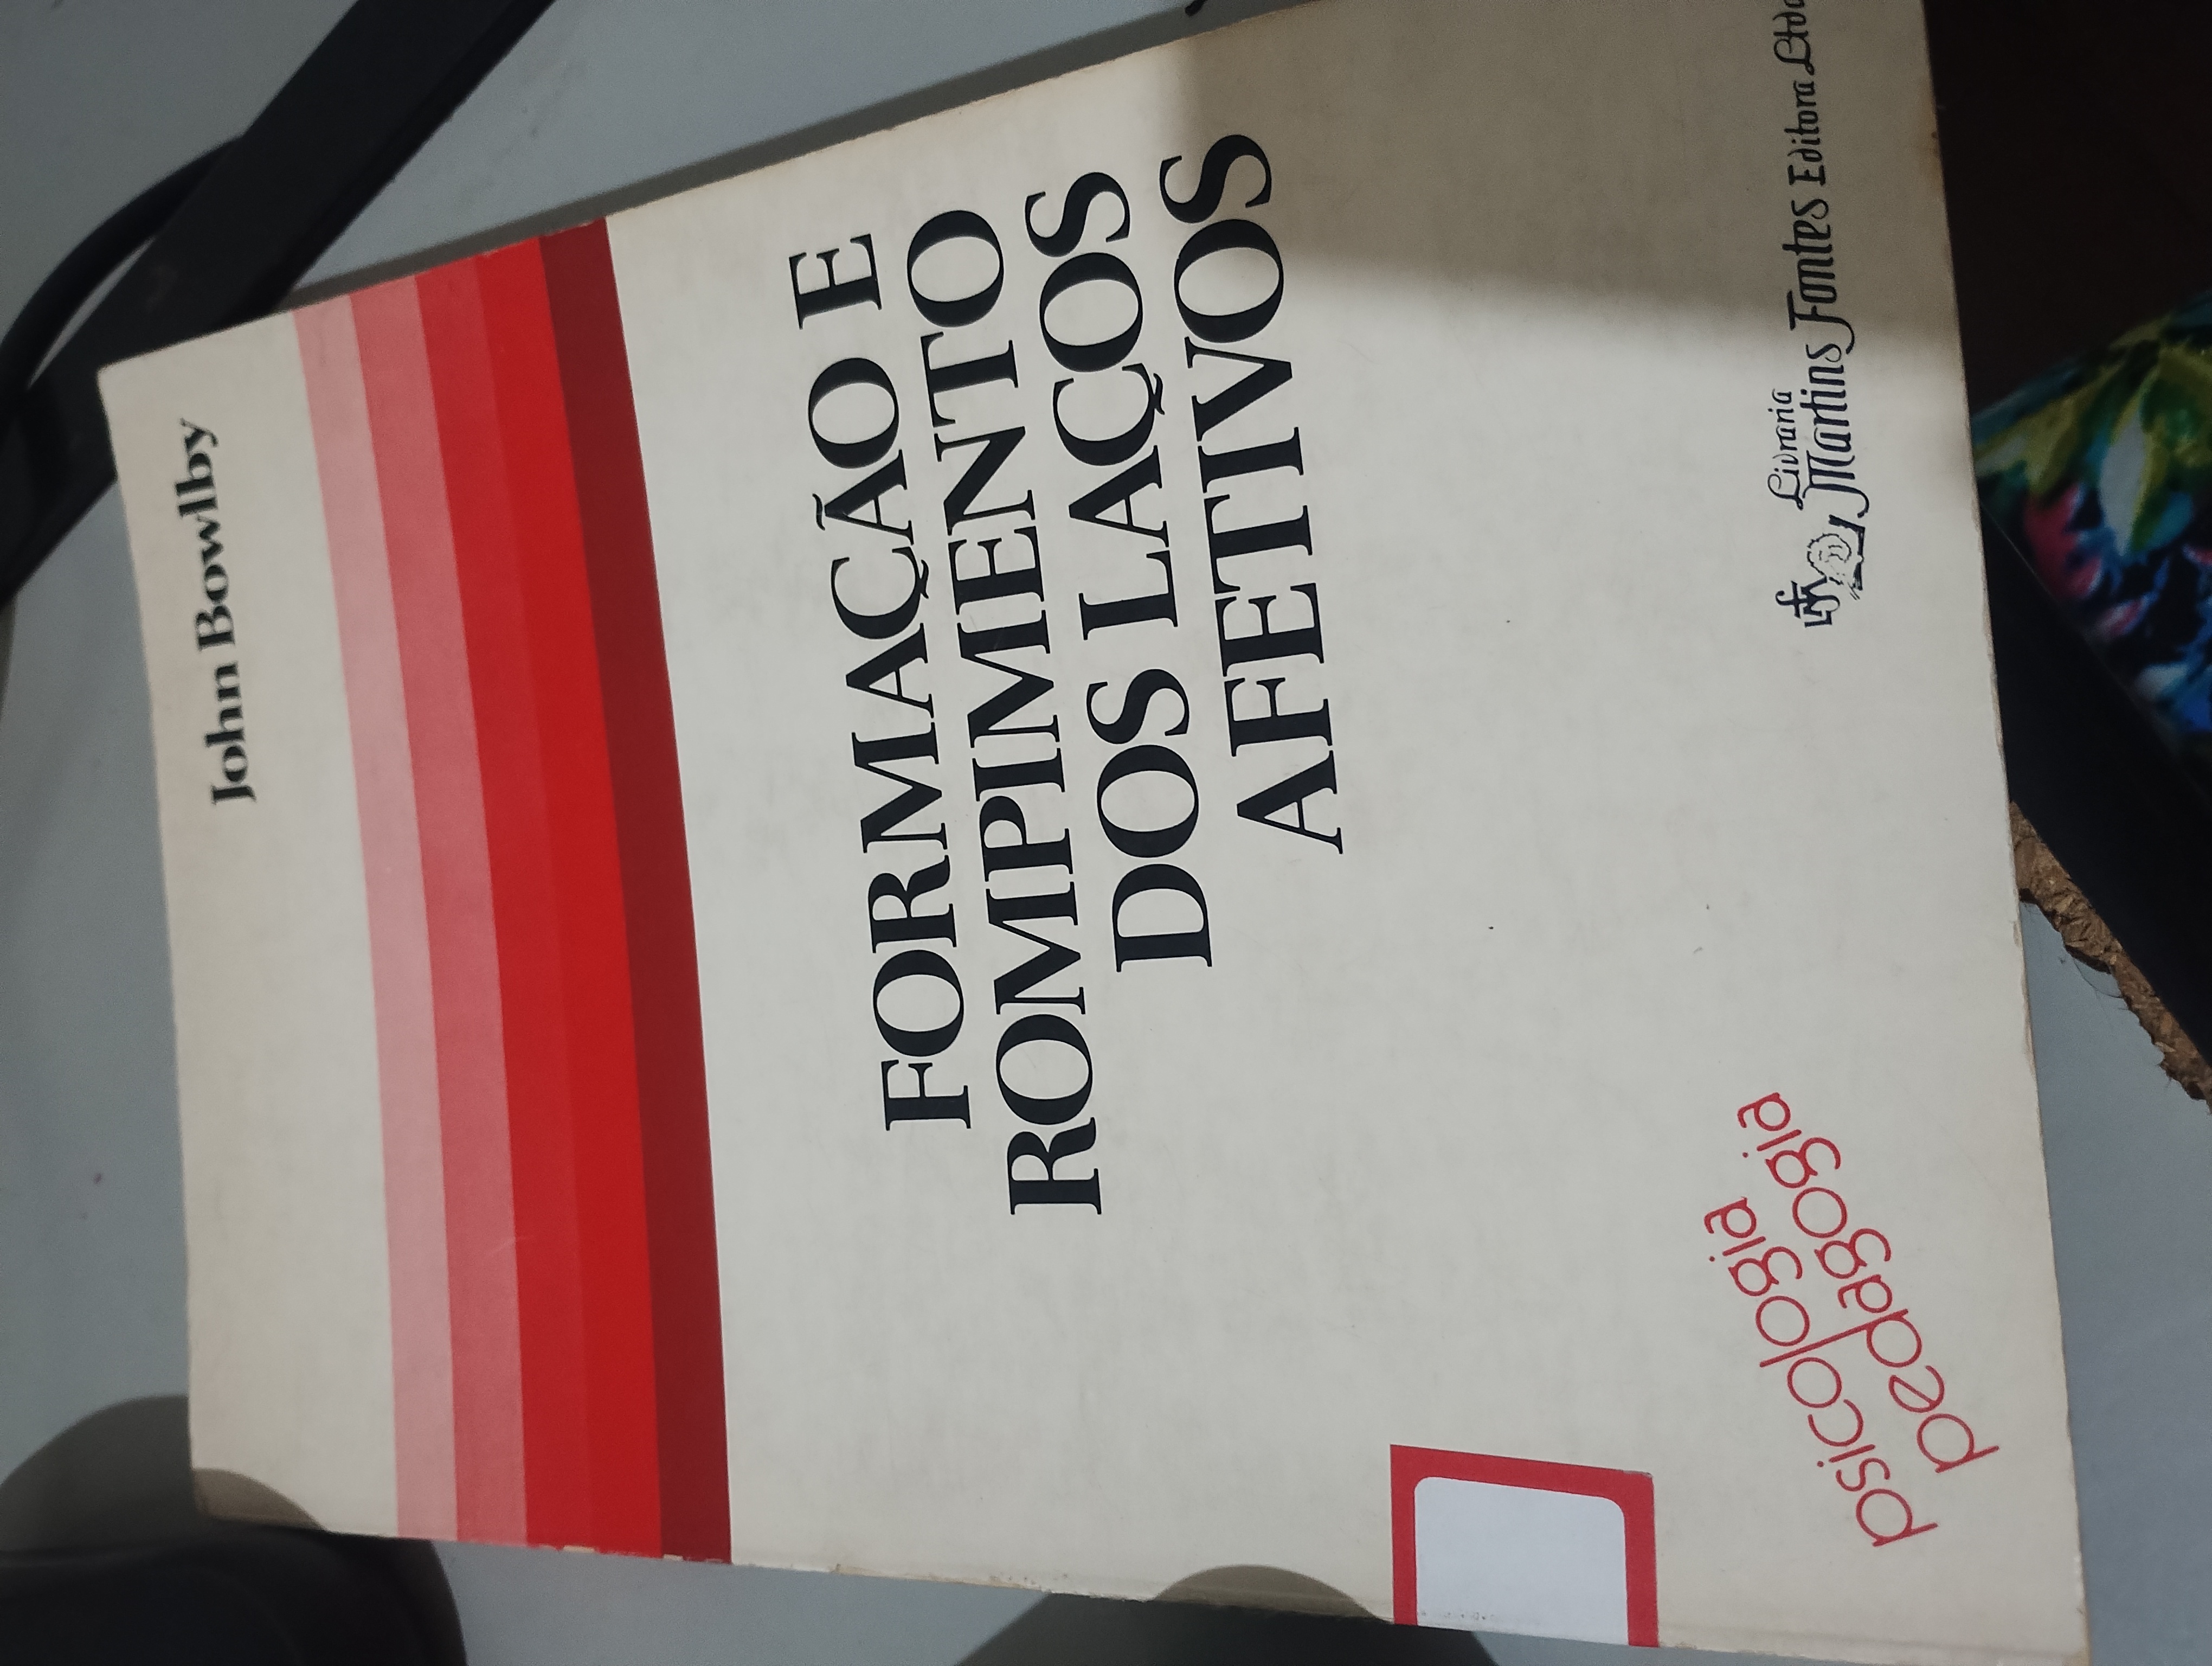 John Bowlby
FORMAÇÃO E
ROMPIMENTO
DOS LAÇOS
AFETIVOS
psicologia
pedagogia
Livraria
Martins Fontes Editora Ltda